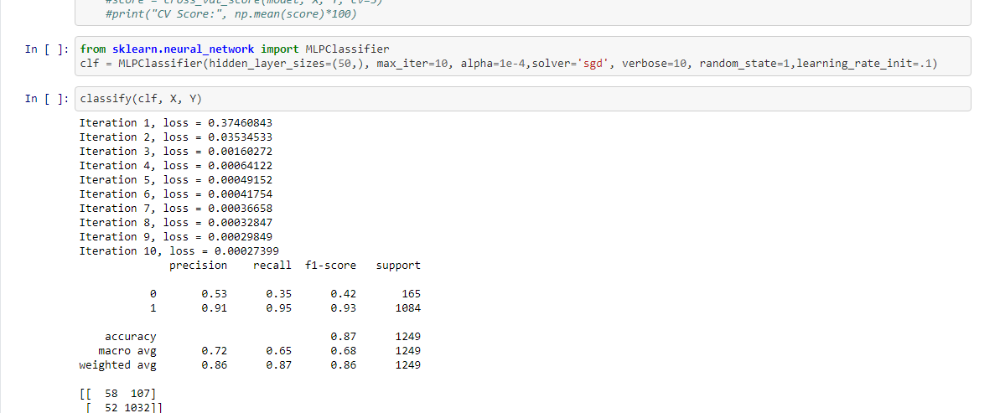 #score = cross_val_score(model, X, Y, cv=5)
#print("CV Score:", np.mean(score)*100)
In [ ]: from sklearn.neural_network import MLPClassifier
clf = MLPClassifier(hidden_layer_sizes=(50,), max_iter=10, alpha=1e-4,solver='sgd', verbose=10, random_state=1,learning_rate_init=.1)
In [ ]: classify(clf, X, Y)
Iteration 1, loss = 0.37460843
Iteration 2, loss = 0.03534533
Iteration 3, loss = 0.00160272
Iteration 4, loss = 0.00064122
Iteration 5, loss = 0.00049152
Iteration 6, loss = 0.00041754
Iteration 7, loss = 0.00036658
Iteration 8, loss = 0.00032847
Iteration 9, loss = 0.00029849
Iteration 10, loss = 0.00027399
precision recall f1-score support
0 0.53 0.35 0.42 165
1 0.91 0.95 0.93 1084
accuracy 0.87 1249
macro avg 0.72 0.65 0.68 1249
weighted avg 0.86 0.87 0.86 1249
[[ 58 107]
[ 52 1032]]